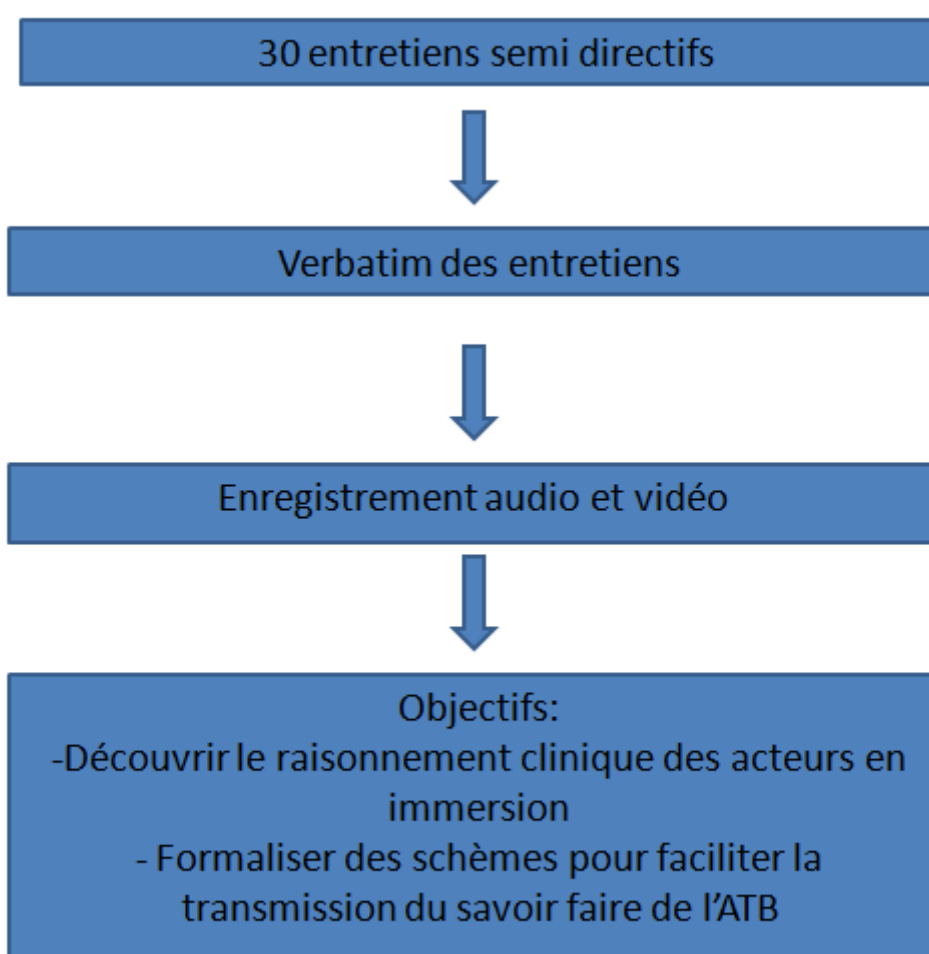 30 entretiens semi directifs
Verbatim des entretiens
Enregistrement audio et vidéo
Objectifs:
-Découvrir le raisonnement clinique des acteurs en
immersion
- Formaliser des schèmes pour faciliter la
transmission du savoir faire de l’ATB